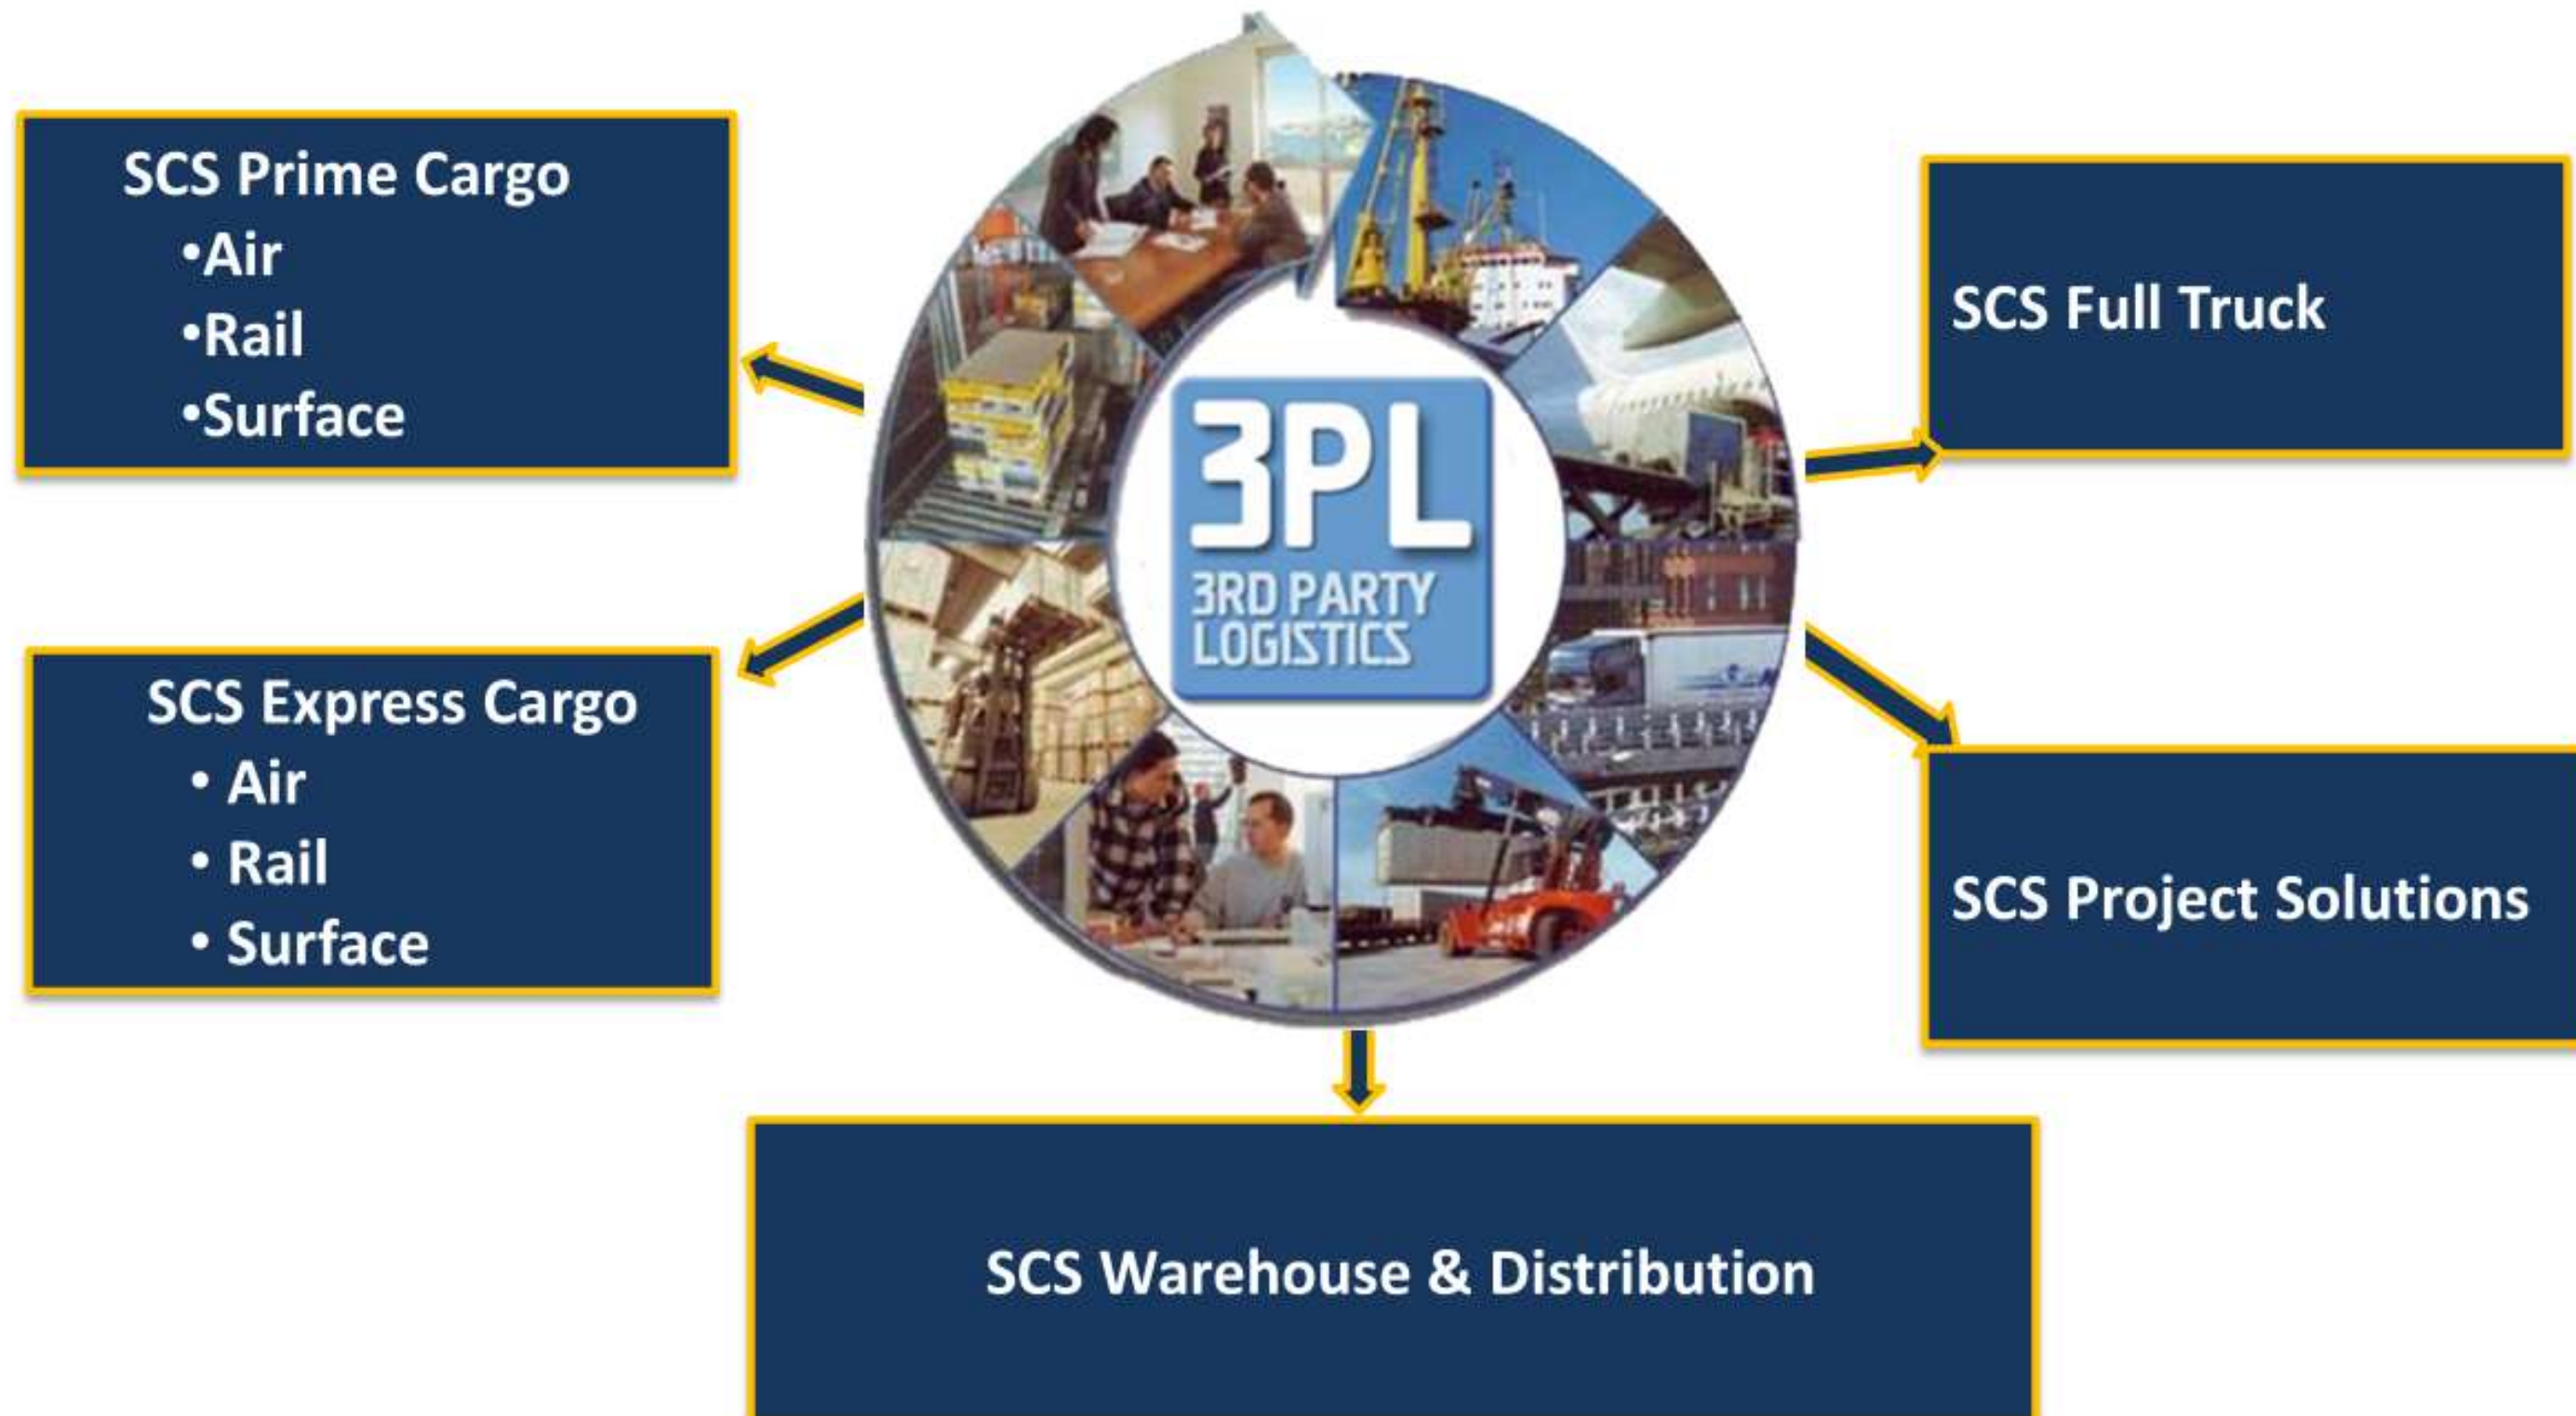 SCS Prime Cargo
•Air
•Rail
•Surface
SCS Express Cargo
• Air
• Rail
• Surface
3PL
3RD PARTY
LOGISTICS
SCS Full Truck
SCS Project Solutions
SCS Warehouse & Distribution